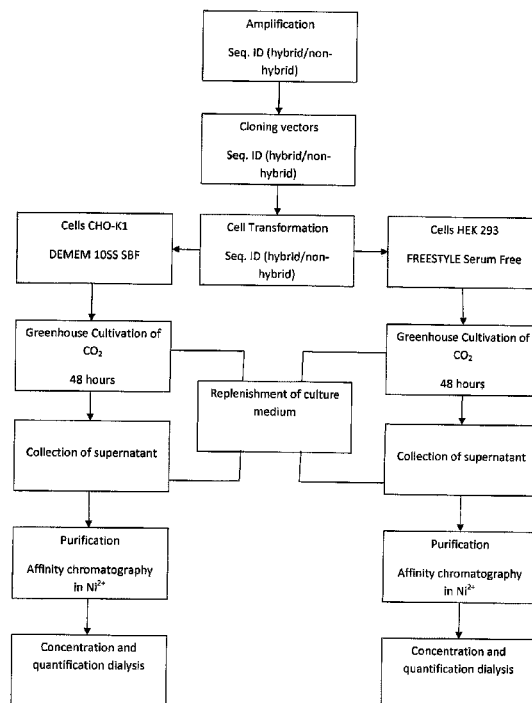 Amplification
Seq. ID (hybrid/non-
hybrid)
Cloning vectors
Seq. ID (hybrid/non-
hybrid)
Cells CHO-K1
DEMEM 10SS SBF
Cell Transformation
Seq. ID (hybrid/non-
hybrid)
Cells HEK 293
FREESTYLE Serum Free
Greenhouse Cultivation of
CO₂
48 hours
Greenhouse Cultivation of
CO₂
48 hours
Replenishment of culture
medium
Collection of supernatant
Collection of supernatant
Purification
Affinity chromatography
in Ni²⁺
Purification
Affinity chromatography
in Ni²⁺
Concentration and
quantification dialysis
Concentration and
quantification dialysis